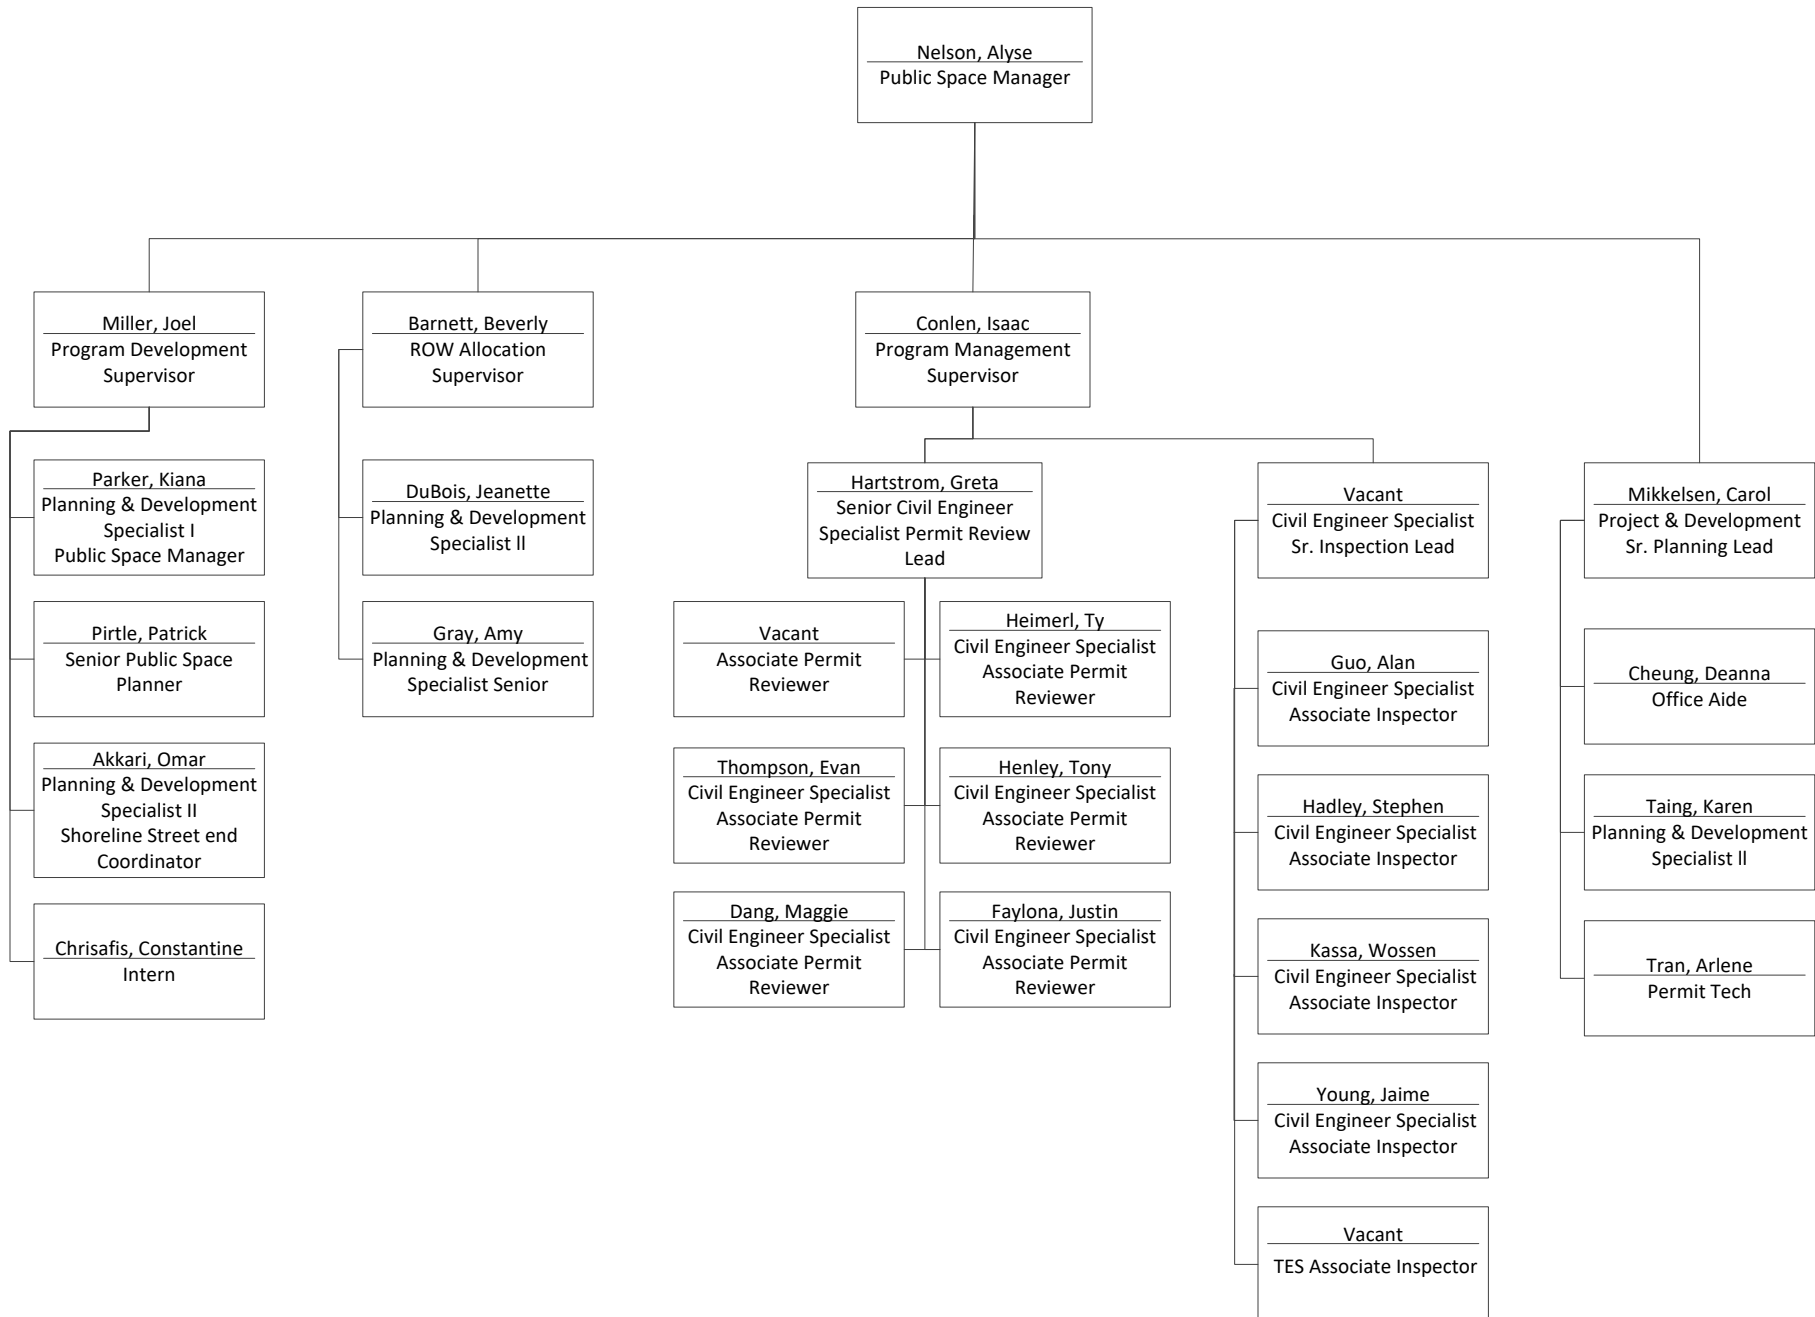 Nelson, Alyse
Public Space Manager
Miller, Joel
Program Development
Supervisor
Barnett, Beverly
ROW Allocation
Supervisor
Conlen, Isaac
Program Management
Supervisor
Parker, Kiana
Planning & Development
Specialist I
Public Space Manager
Pirtle, Patrick
Senior Public Space
Planner
Akkari, Omar
Planning & Development
Specialist II
Shoreline Street end
Coordinator
Chrisafis, Constantine
Intern
DuBois, Jeanette
Planning & Development
Specialist ll
Gray, Amy
Planning & Development
Specialist Senior
Hartstrom, Greta
Senior Civil Engineer
Specialist Permit Review
Lead
Vacant
Associate Permit
Reviewer
Heimerl, Ty
Civil Engineer Specialist
Associate Permit
Reviewer
Thompson, Evan
Civil Engineer Specialist
Associate Permit
Reviewer
Henley, Tony
Civil Engineer Specialist
Associate Permit
Reviewer
Dang, Maggie
Civil Engineer Specialist
Associate Permit
Reviewer
Faylona, Justin
Civil Engineer Specialist
Associate Permit
Reviewer
Vacant
Civil Engineer Specialist
Sr. Inspection Lead
Guo, Alan
Civil Engineer Specialist
Associate Inspector
Hadley, Stephen
Civil Engineer Specialist
Associate Inspector
Kassa, Wossen
Civil Engineer Specialist
Associate Inspector
Young, Jaime
Civil Engineer Specialist
Associate Inspector
Vacant
TES Associate Inspector
Mikkelsen, Carol
Project & Development
Sr. Planning Lead
Cheung, Deanna
Office Aide
Taing, Karen
Planning & Development
Specialist ll
Tran, Arlene
Permit Tech